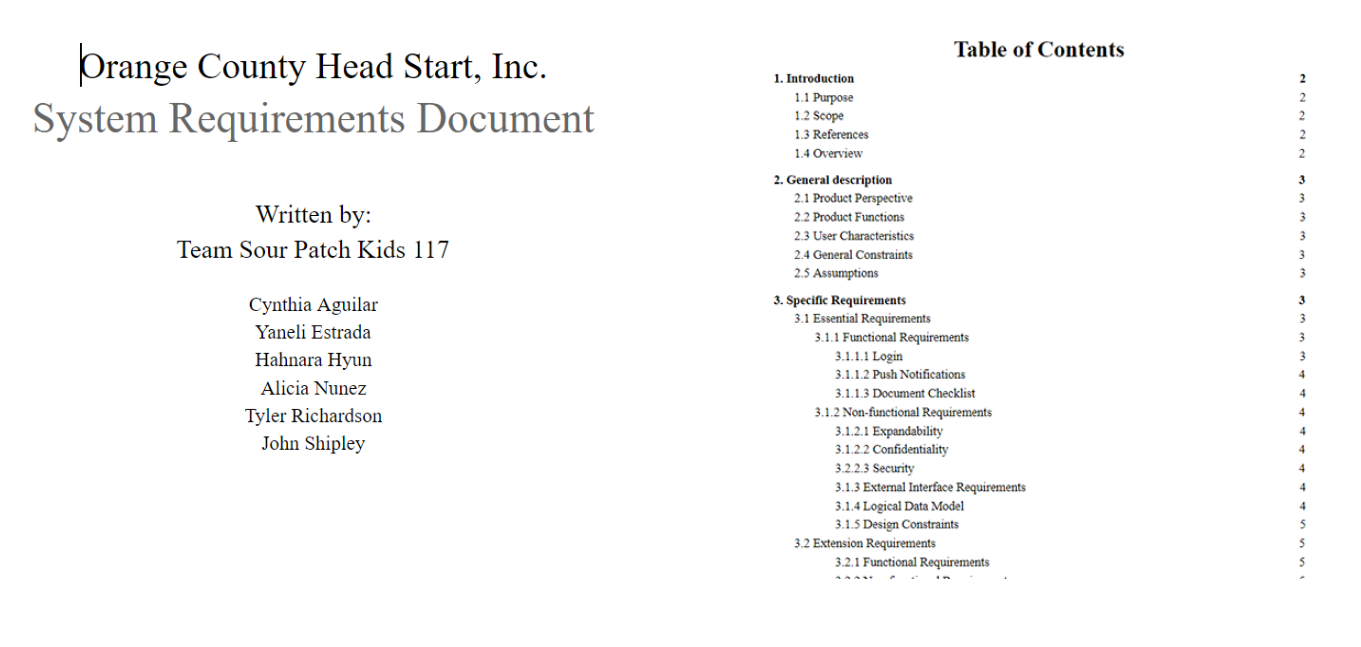 Orange County Head Start, Inc.
System Requirements Document
Written by:
Team Sour Patch Kids 117
Cynthia Aguilar
Yaneli Estrada
Hahnara Hyun
Alicia Nunez
Tyler Richardson
John Shipley
Table of Contents
1. Introduction 2
1.1 Purpose 2
1.2 Scope 2
1.3 References 2
1.4 Overview 2
2. General description 3
2.1 Product Perspective 3
2.2 Product Functions 3
2.3 User Characteristics 3
2.4 General Constraints 3
2.5 Assumptions 3
3. Specific Requirements 3
3.1 Essential Requirements 3
3.1.1 Functional Requirements 3
3.1.1.1 Login 3
3.1.1.2 Push Notifications 4
3.1.1.3 Document Checklist 4
3.1.2 Non-functional Requirements 4
3.1.2.1 Expandability 4
3.1.2.2 Confidentiality 4
3.2.2.3 Security 4
3.1.3 External Interface Requirements 4
3.1.4 Logical Data Model 4
3.1.5 Design Constraints 5
3.2 Extension Requirements 5
3.2.1 Functional Requirements 5